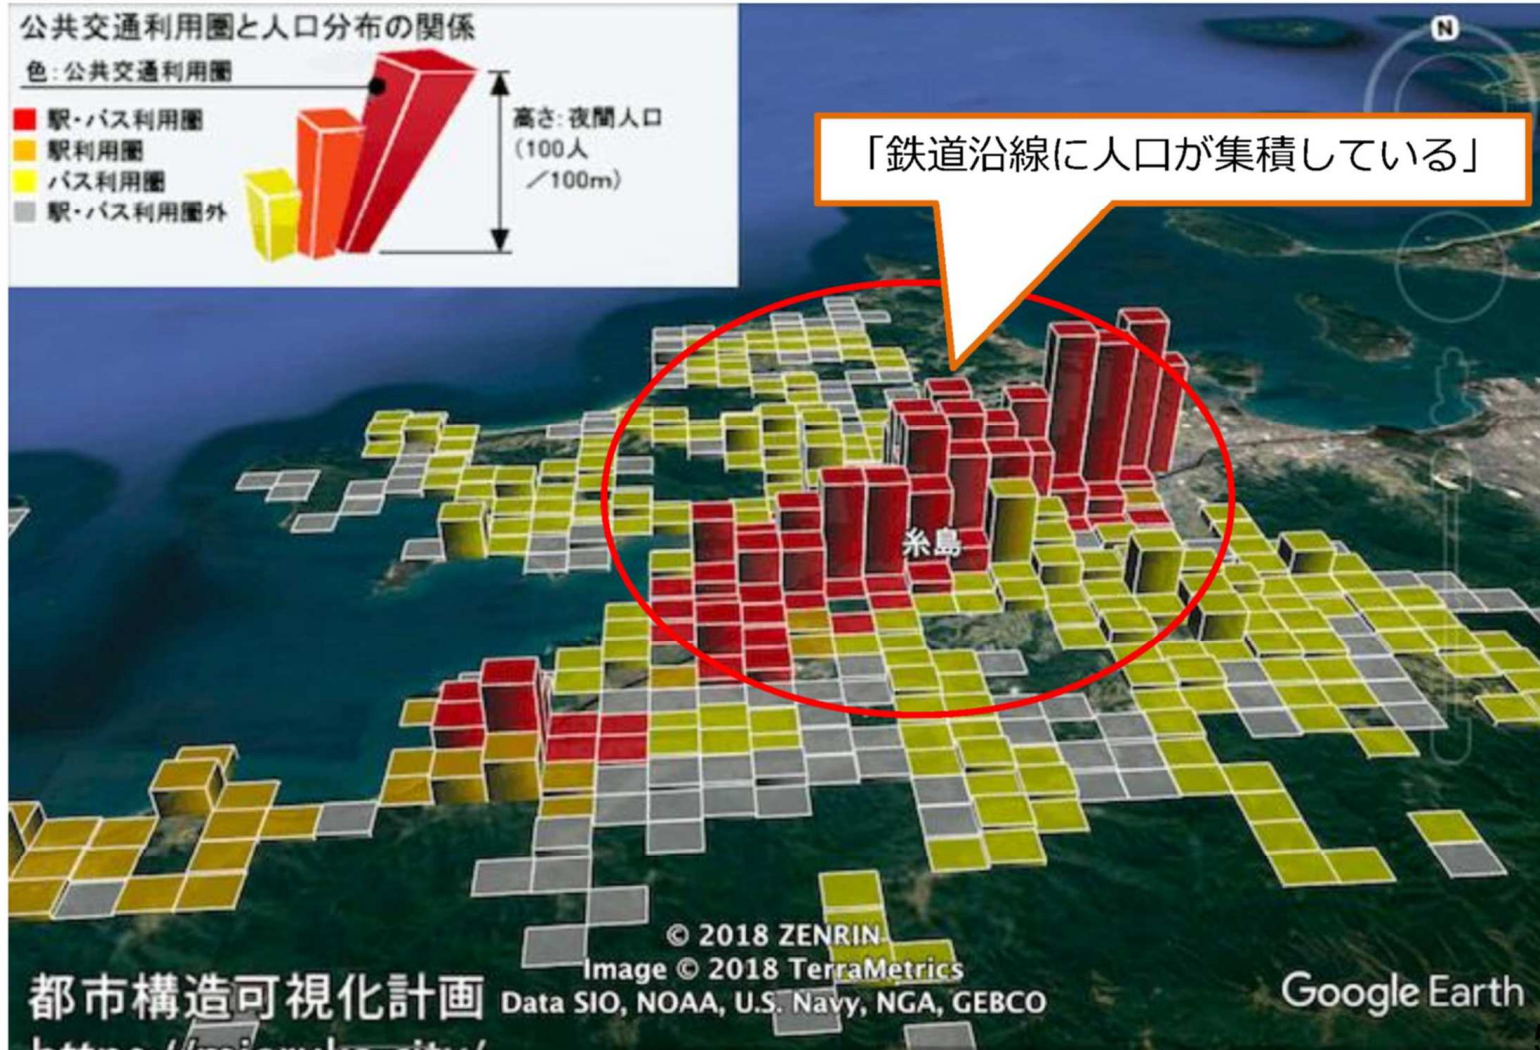 公共交通利用圏と人口分布の関係
色:公共交通利用圏
駅・バス利用圏
駅利用圏
バス利用圏
駅・バス利用圏外
高さ:夜間人口
(100人
/100m)
「鉄道沿線に人口が集積している」
N
糸島
© 2018 ZENRIN
Image © 2018 TerraMetrics
Data SIO, NOAA, U.S. Navy, NGA, GEBCO
都市構造可視化計画
Google Earth